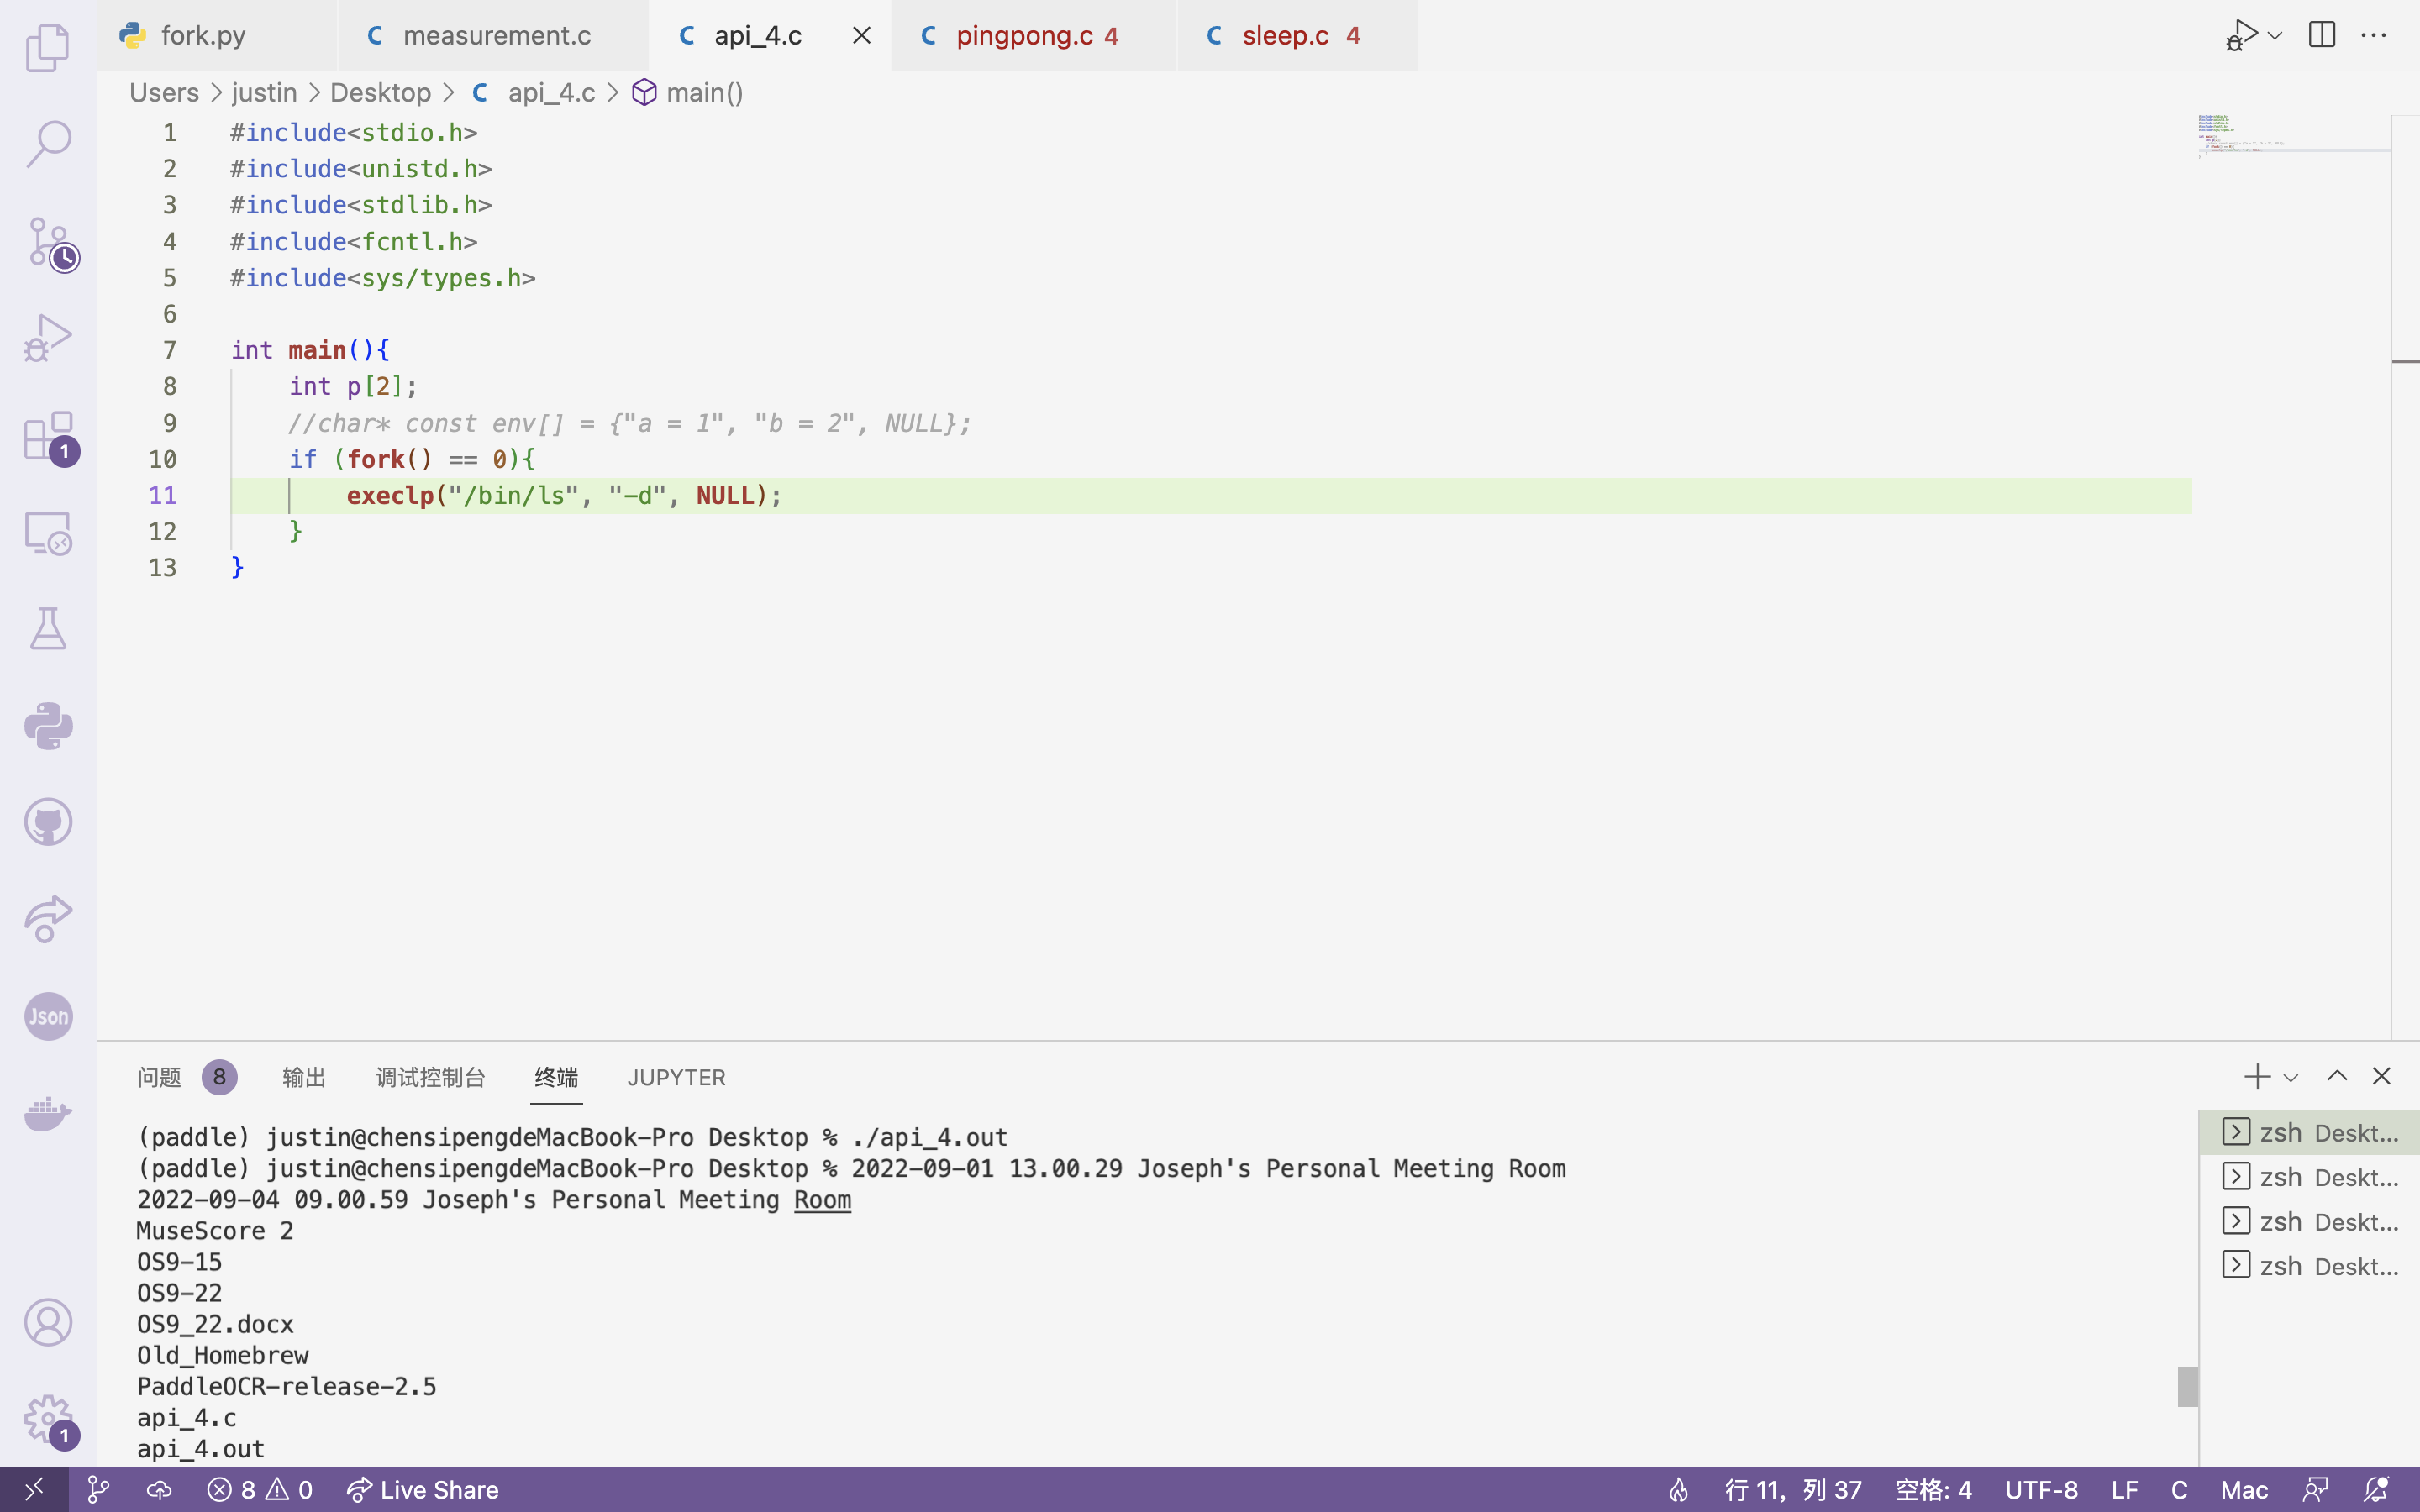 fork.py
measurement.c
api_4.c
pingpong.c 4
sleep.c 4
Users > justin > Desktop > C api_4.c > main()
1 #include<stdio.h>
2 #include<unistd.h>
3 #include<stdlib.h>
4 #include<fcntl.h>
5 #include<sys/types.h>
6
7 int main(){
8 int p[2];
9 //char* const env[] = {"a = 1", "b = 2", NULL};
10 if (fork() == 0){
11 execlp("/bin/ls", "-d", NULL);
12 }
13 }
1
Json
1
问题 8 输出 调试控制台 终端 JUPYTER
(paddle) justin@chensipengdeMacBook-Pro Desktop % ./api_4.out
(paddle) justin@chensipengdeMacBook-Pro Desktop % 2022-09-01 13.00.29 Joseph's Personal Meeting Room
2022-09-04 09.00.59 Joseph's Personal Meeting Room
MuseScore 2
OS9-15
OS9-22
OS9_22.docx
Old_Homebrew
PaddleOCR-release-2.5
api_4.c
api_4.out
zsh Deskt...
zsh Deskt...
zsh Deskt...
zsh Deskt...
8 0 Live Share 行 11, 列 37 空格: 4 UTF-8 LF C Mac